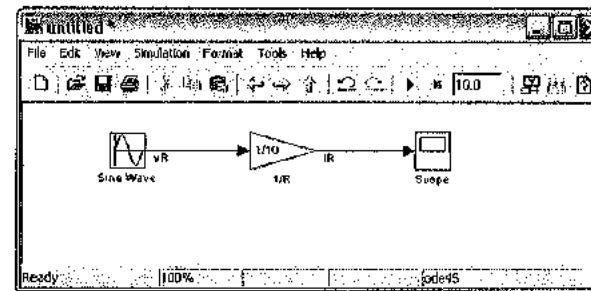 untitled *
File Edit View Simulation Format Tools Help
10.0
1/10
vR
IR
Sine Wave
1/R
Scope
Ready
100%
ode45